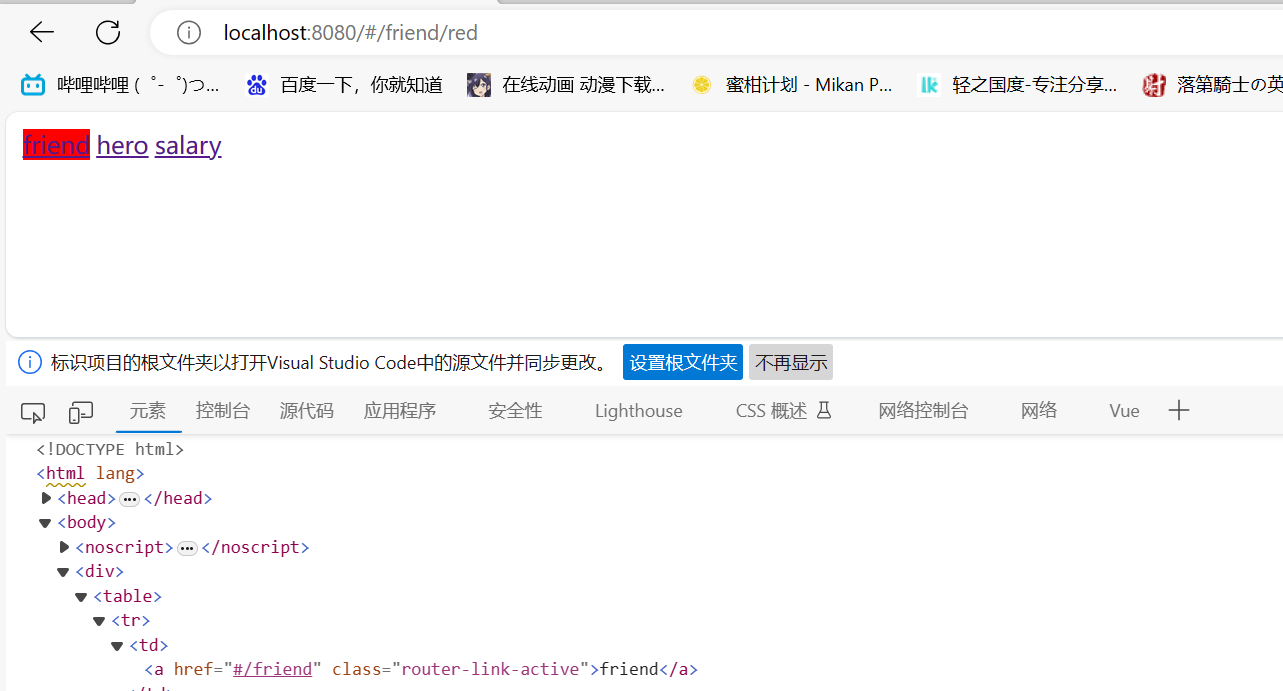 localhost:8080/#/friend/red
哔哩哔哩 ( ゜- ゜)つ... 百度一下，你就知道 在线动画 动漫下载... 蜜柑计划 - Mikan P... lk 轻之国度-专注分享... 落第騎士の英
friend hero salary
标识项目的根文件夹以打开Visual Studio Code中的源文件并同步更改。 设置根文件夹 不再显示
元素 控制台 源代码 应用程序 安全性 Lighthouse CSS 概述 网络控制台 网络 Vue
<!DOCTYPE html>
<html lang>
<head>…</head>
<body>
<noscript>…</noscript>
<div>
<table>
<tr>
<td>
<a href="#/friend" class="router-link-active">friend</a>